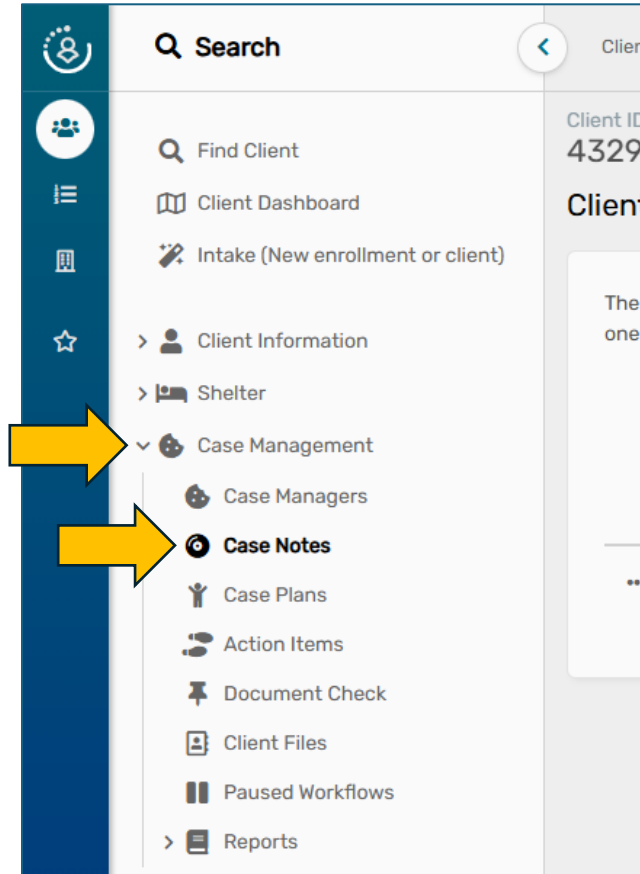 Search
Clien
Client ID
4329
Client
The
one
Find Client
Client Dashboard
Intake (New enrollment or client)
Client Information
Shelter
Case Management
Case Managers
Case Notes
Case Plans
Action Items
Document Check
Client Files
Paused Workflows
Reports